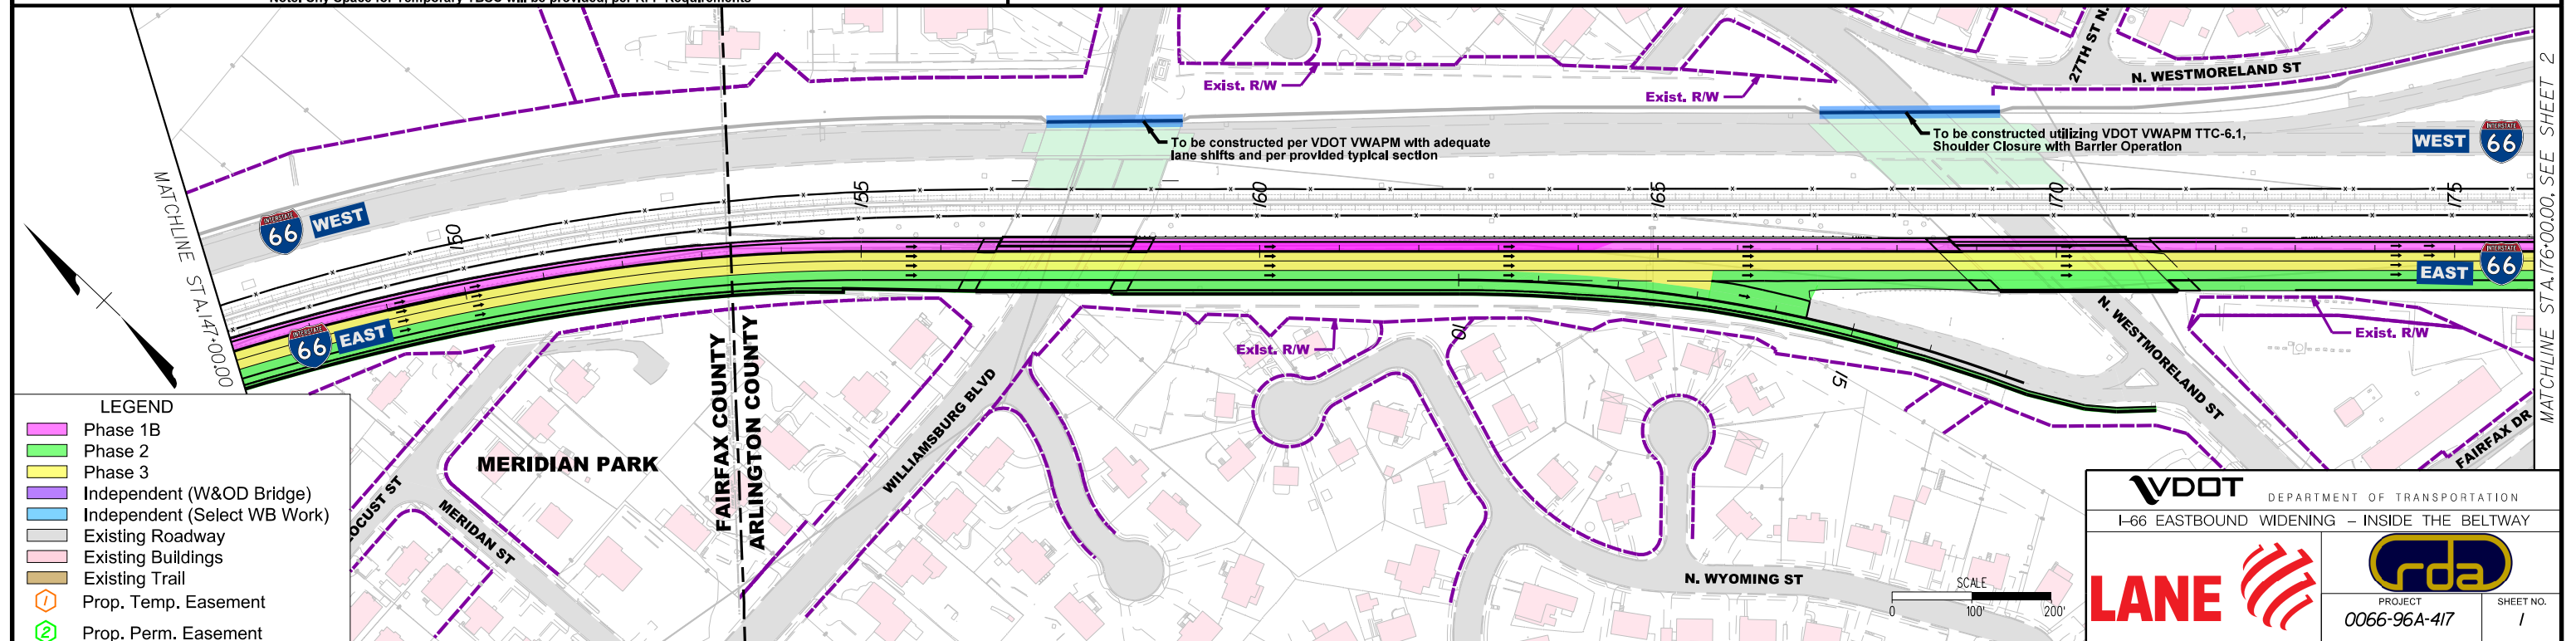 Note: Any Space for Temporary TBSC will be provided, per RFP Requirements
27TH ST N.
N. WESTMORELAND ST
Exist. R/W
Exist. R/W
To be constructed per VDOT VWAPM with adequate
lane shifts and per provided typical section
To be constructed utilizing VDOT VWAPM TTC-6.1,
Shoulder Closure with Barrier Operation
WEST
INTERSTATE
66
MATCHLINE STA.176+00.00, SEE SHEET 2
MATCHLINE STA.147+00.00
INTERSTATE
66
WEST
150
155
160
165
170
175
INTERSTATE
66
EAST
EAST
INTERSTATE
66
Exist. R/W
10
15
N. WESTMORELAND ST
Exist. R/W
FAIRFAX DR
FAIRFAX COUNTY
ARLINGTON COUNTY
WILLIAMSBURG BLVD
MERIDIAN PARK
LOCUST ST
MERIDAN ST
N. WYOMING ST
LEGEND
Phase 1B
Phase 2
Phase 3
Independent (W&OD Bridge)
Independent (Select WB Work)
Existing Roadway
Existing Buildings
Existing Trail
1 Prop. Temp. Easement
2 Prop. Perm. Easement
SCALE
0 100' 200'
VDOT DEPARTMENT OF TRANSPORTATION
I-66 EASTBOUND WIDENING - INSIDE THE BELTWAY
LANE
rda
PROJECT
0066-96A-417
SHEET NO.
1